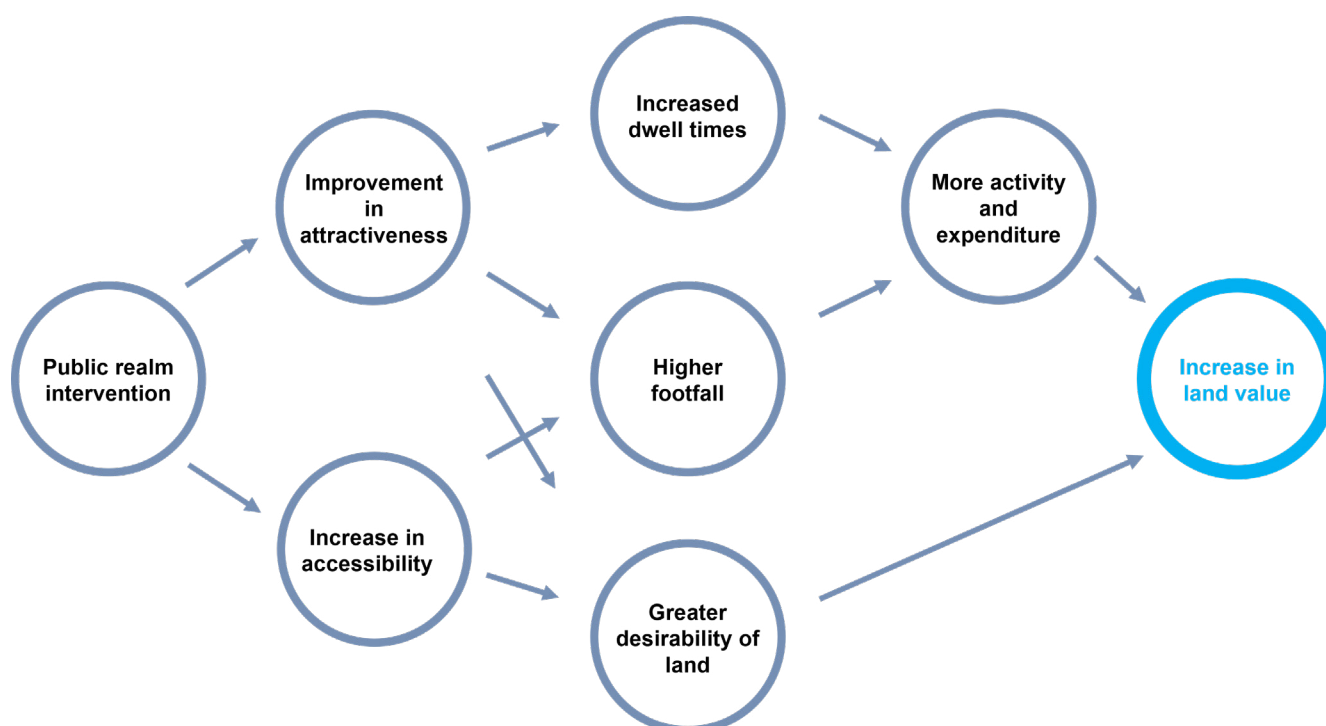 Public realm
intervention
Improvement
in
attractiveness
Increase in
accessibility
Increased
dwell times
Higher
footfall
Greater
desirability of
land
More activity
and
expenditure
Increase in
land value